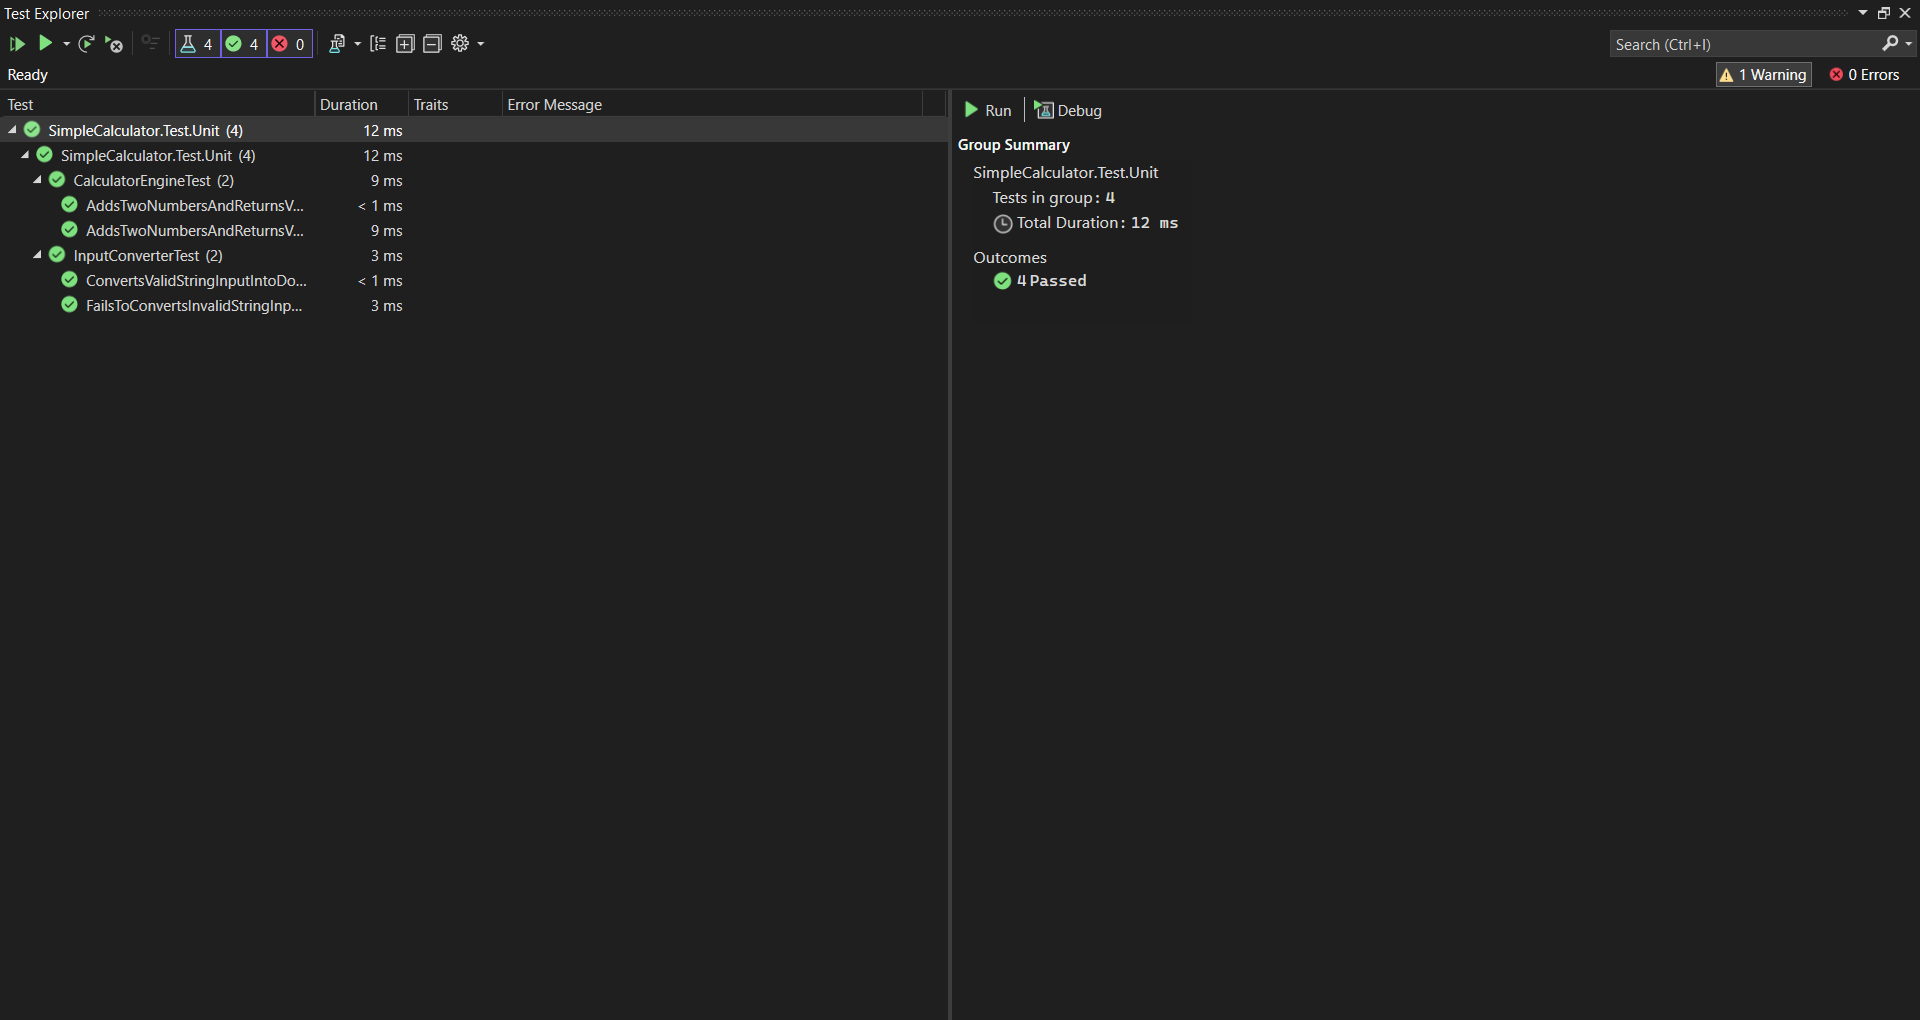 Test Explorer
4 4 0
Search (Ctrl+I)
Ready
1 Warning 0 Errors
Test Duration Traits Error Message
SimpleCalculator.Test.Unit (4) 12 ms
SimpleCalculator.Test.Unit (4) 12 ms
CalculatorEngineTest (2) 9 ms
AddsTwoNumbersAndReturnsV... < 1 ms
AddsTwoNumbersAndReturnsV... 9 ms
InputConverterTest (2) 3 ms
ConvertsValidStringInputIntoDo... < 1 ms
FailsToConvertsInvalidStringInp... 3 ms
Run Debug
Group Summary
SimpleCalculator.Test.Unit
Tests in group: 4
Total Duration: 12 ms
Outcomes
4 Passed